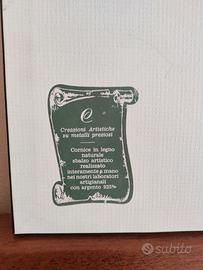 e
Creazioni Artistiche
su metalli preziosi
Cornice in legno
naturale
sbalzo artistico
realizzato
interamente a mano
nei nostri laboratori
artigianali
con argento 925%
subito